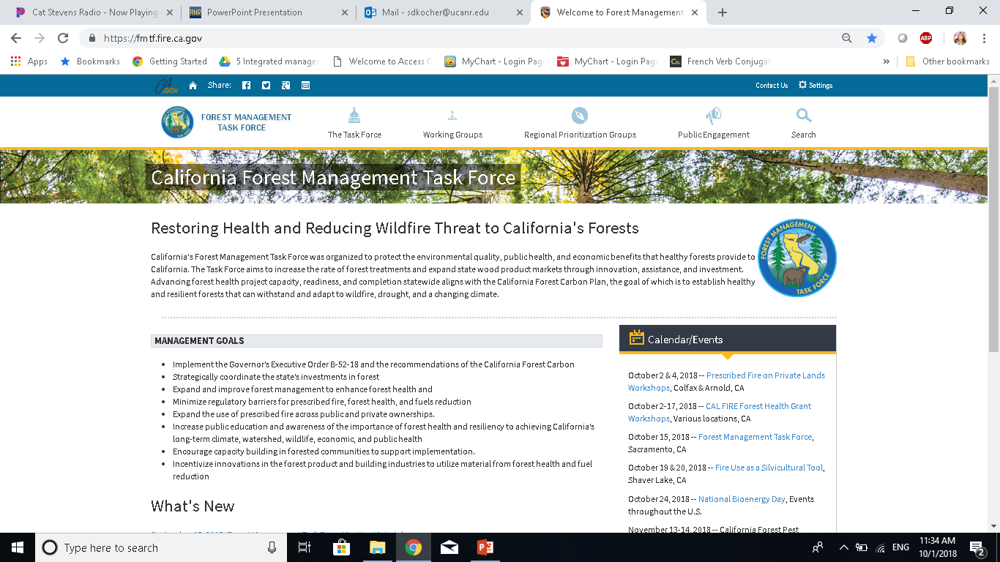 Cat Stevens Radio - Now Playing
PowerPoint Presentation
Mail - sdkocher@ucanr.edu
Welcome to Forest Management
https://fmtf.fire.ca.gov
ABP
Apps
Bookmarks
Getting Started
5 Integrated manager
Welcome to Access
MyChart - Login Pag
MyChart - Login Pag
Co.
French Verb Conjugat
»
Other bookmarks
CA
.GOV
Share:
Contact Us
Settings
FOREST MANAGEMENT
TASK FORCE
The Task Force
Working Groups
Regional Prioritization Groups
Public Engagement
Search
California Forest Management Task Force
Restoring Health and Reducing Wildfire Threat to California's Forests
California's Forest Management Task Force was organized to protect the environmental quality, public health, and economic benefits that healthy forests provide to
California. The Task Force aims to increase the rate of forest treatments and expand state wood product markets through innovation, assistance, and investment.
Advancing forest health project capacity, readiness, and completion statewide aligns with the California Forest Carbon Plan, the goal of which is to establish healthy
and resilient forests that can withstand and adapt to wildfire, drought, and a changing climate.
FOREST MANAGEMENT
TASK FORCE
MANAGEMENT GOALS
• Implement the Governor's Executive Order B-52-18 and the recommendations of the California Forest Carbon
• Strategically coordinate the state's investments in forest
• Expand and improve forest management to enhance forest health and
• Minimize regulatory barriers for prescribed fire, forest health, and fuels reduction
• Expand the use of prescribed fire across public and private ownerships.
• Increase public education and awareness of the importance of forest health and resiliency to achieving California's
long-term climate, watershed, wildlife, economic, and public health
• Encourage capacity building in forested communities to support implementation.
• Incentivize innovations in the forest product and building industries to utilize material from forest health and fuel
reduction
What's New
Calendar/Events
October 2 & 4, 2018 -- Prescribed Fire on Private Lands
Workshops, Colfax & Arnold, CA
October 2-17, 2018 -- CAL FIRE Forest Health Grant
Workshops, Various locations, CA
October 15, 2018 -- Forest Management Task Force,
Sacramento, CA
October 19 & 20, 2018 -- Fire Use as a Silvicultural Tool,
Shaver Lake, CA
October 24, 2018 -- National Bioenergy Day, Events
throughout the U.S.
November 13-14, 2018 -- California Forest Pest
Type here to search
ENG
11:34 AM
10/1/2018
2